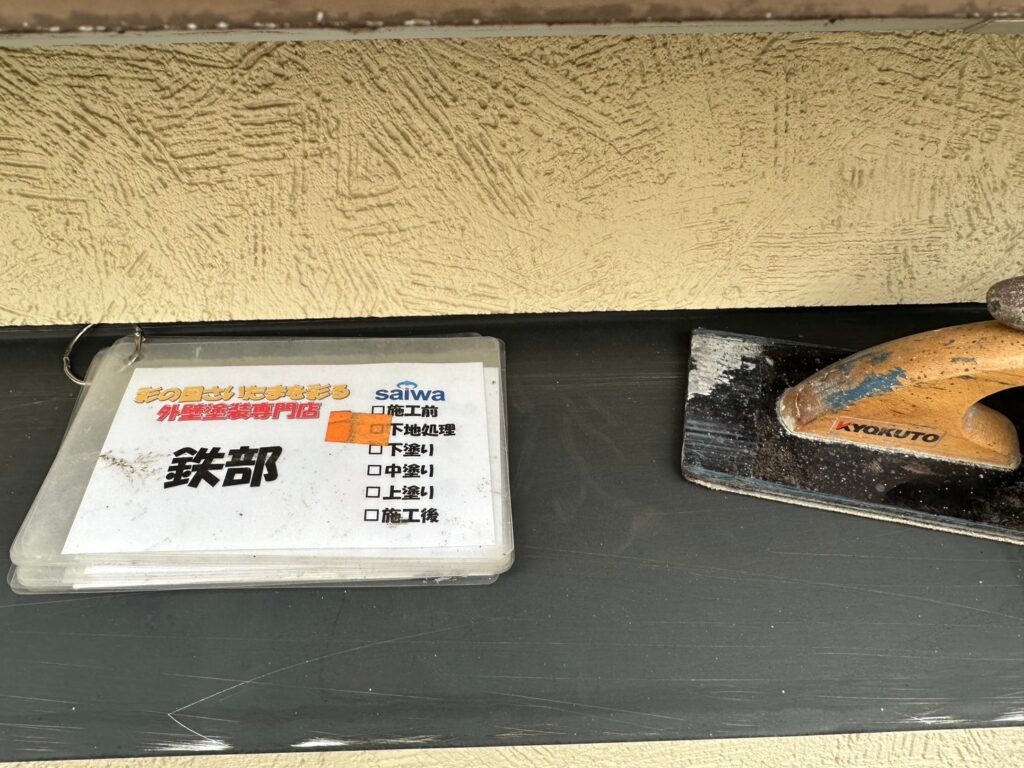 彩の国さいたまを彩る
外壁塗装専門店
鉄部
saiwa
□施工前
□下地処理
□下塗り
□中塗り
□上塗り
□施工後
KYOKUTO